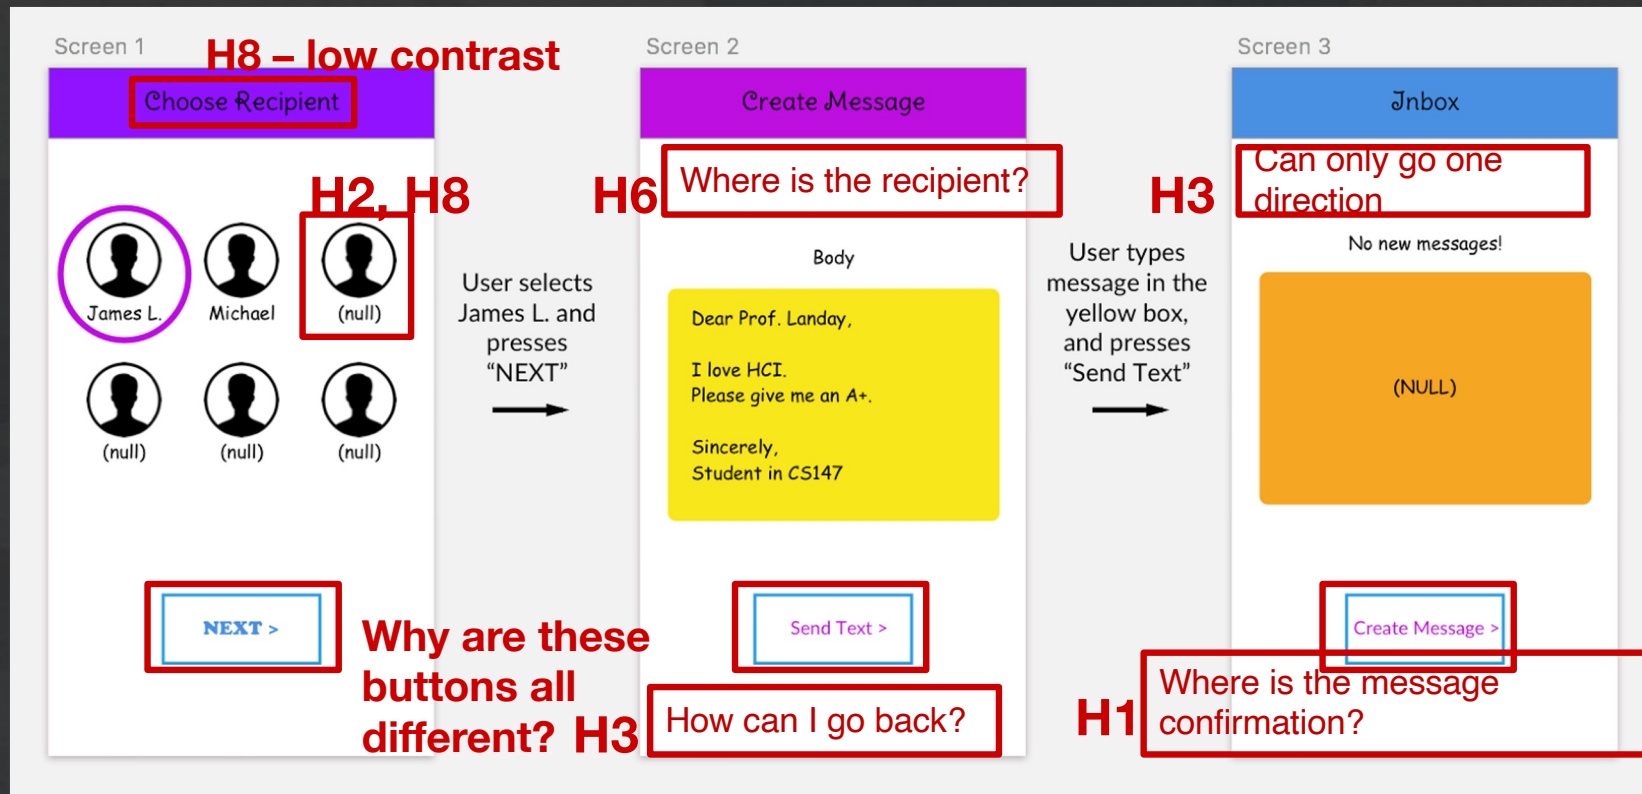 Screen 1
H8 – low contrast
Choose Recipient
H2, H8
James L.
Michael
(null)
(null)
(null)
(null)
NEXT >
Why are these
buttons all
different?
User selects
James L. and
presses
“NEXT”
Screen 2
Create Message
H6
Where is the recipient?
Body
Dear Prof. Landay,
I love HCI.
Please give me an A+.
Sincerely,
Student in CS147
Send Text >
H3
How can I go back?
User types
message in the
yellow box,
and presses
“Send Text”
Screen 3
Inbox
H3
Can only go one
direction
No new messages!
(NULL)
Create Message >
H1
Where is the message
confirmation?